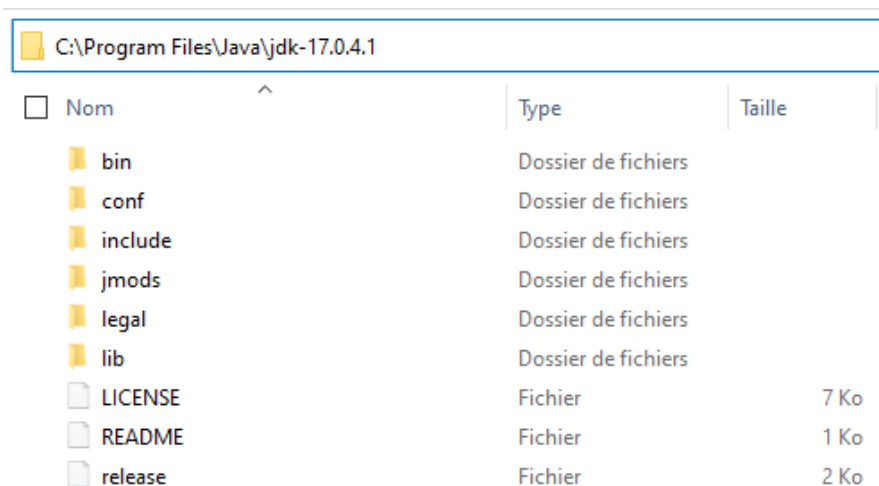 C:\Program Files\Java\jdk-17.0.4.1
Nom Type Taille
bin Dossier de fichiers
conf Dossier de fichiers
include Dossier de fichiers
jmods Dossier de fichiers
legal Dossier de fichiers
lib Dossier de fichiers
LICENSE Fichier 7 Ko
README Fichier 1 Ko
release Fichier 2 Ko